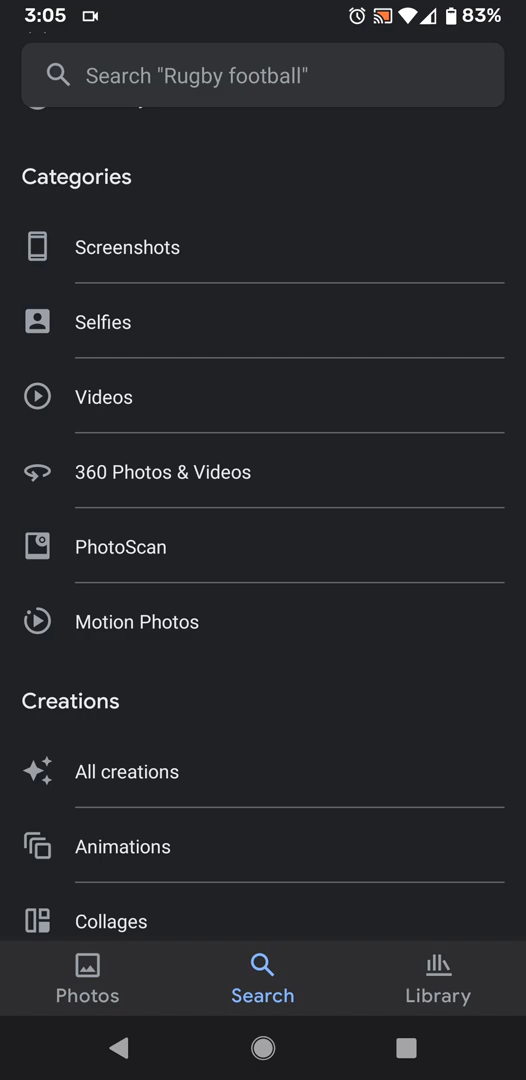 3:05
83%
Search "Rugby football"
Categories
Screenshots
Selfies
Videos
360 Photos & Videos
PhotoScan
Motion Photos
Creations
All creations
Animations
Collages
Photos
Search
Library